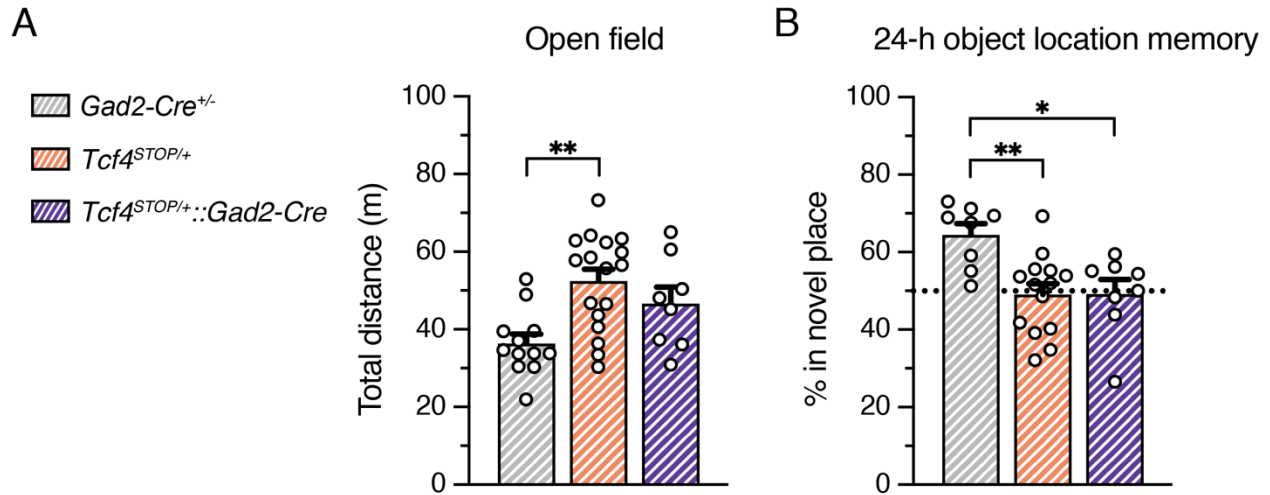 A
Open field
B
24-h object location memory
Gad2-Cre+/-
Tcf4STOP/+
Tcf4STOP/+::Gad2-Cre
Total distance (m)
100
80
60
40
20
0
**
% in novel place
100
80
60
40
20
0
*
**